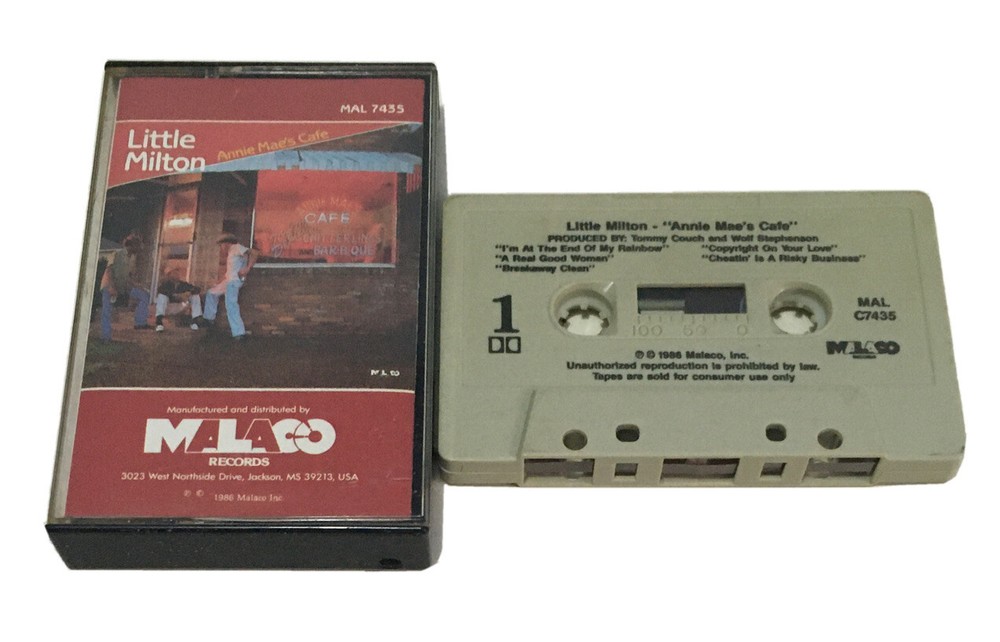 MAL 7435
Little
Milton
Annie Mae's Cafe
CAFE
BAR-B-QUE
Manufactured and distributed by
MALACO
RECORDS
3023 West Northside Drive, Jackson, MS 39213, USA
℗ © 1986 Malaco Inc.
Little Milton - "Annie Mae's Cafe"
PRODUCED BY: Tommy Couch and Wolf Stephenson
"I'm At The End Of My Rainbow" "Copyright On Your Love"
"A Real Good Woman" "Cheatin' Is A Risky Business"
"Breakaway Clean"
1
100 50 0
MAL
C7435
MALACO
RECORDS
℗ © 1986 Malaco, Inc.
Unauthorized reproduction is prohibited by law.
Tapes are sold for consumer use only